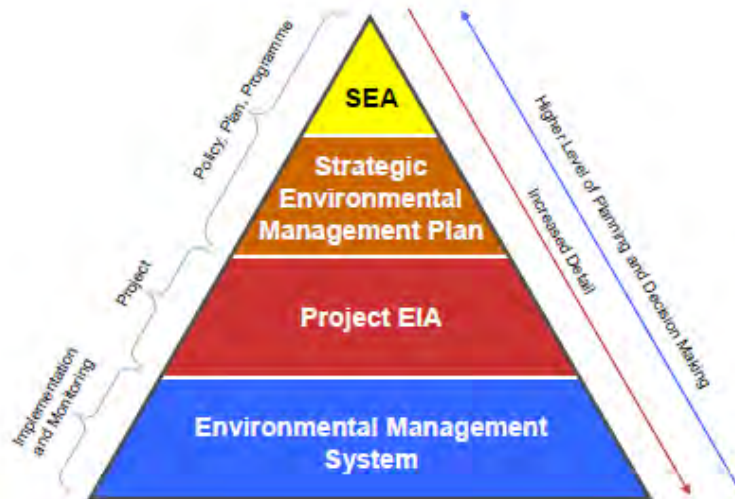 SEA
Strategic
Environmental
Management Plan
Project EIA
Environmental Management
System
Policy, Plan, Programme
Project
Implementation
and Monitoring
Increased Detail
Higher Level of Planning and Decision Making